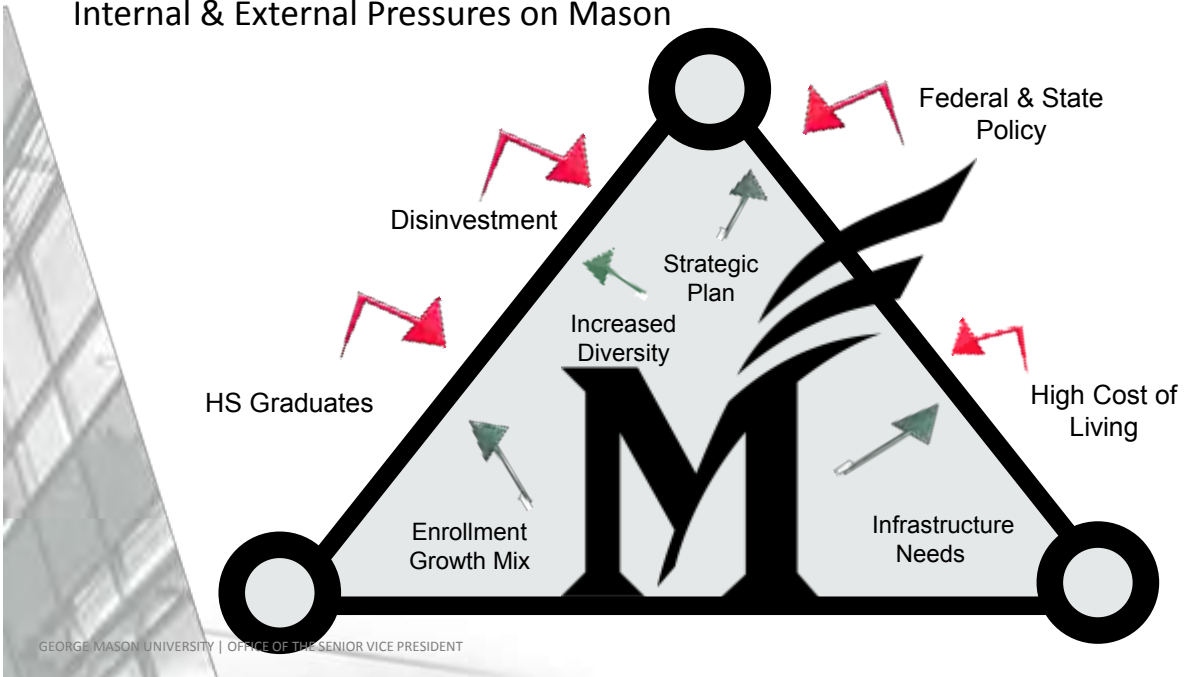 Internal & External Pressures on Mason
Federal & State
Policy
Disinvestment
Strategic
Plan
Increased
Diversity
HS Graduates
High Cost of
Living
Enrollment
Growth Mix
Infrastructure
Needs
M
GEORGE MASON UNIVERSITY | OFFICE OF THE SENIOR VICE PRESIDENT